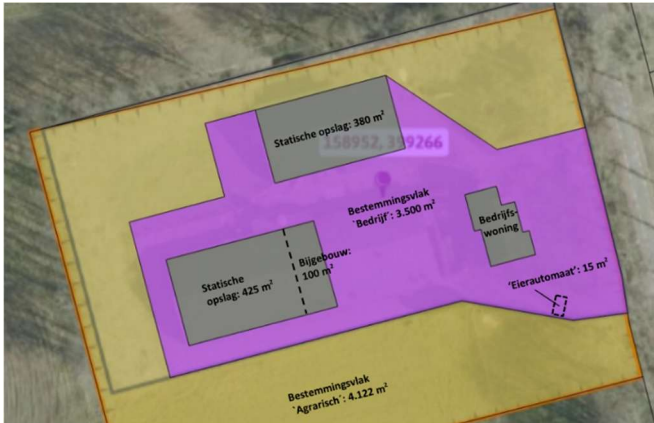 Statische opslag: 380 m²
158952, 399266
Bestemmingsvlak
`Bedrijf´: 3.500 m²
Bedrijfs-
woning
Statische
opslag: 425 m²
Bijgebouw:
100 m²
'Eierautomaat': 15 m²
Bestemmingsvlak
`Agrarisch´: 4.122 m²